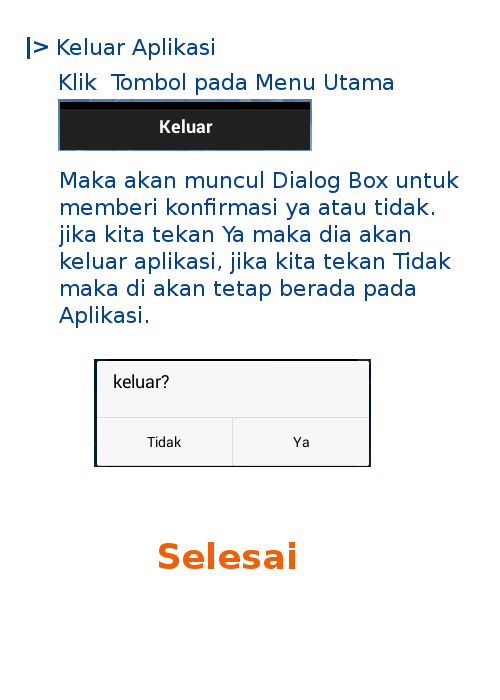 |> Keluar Aplikasi
Klik Tombol pada Menu Utama
Keluar
Maka akan muncul Dialog Box untuk
memberi konfirmasi ya atau tidak.
jika kita tekan Ya maka dia akan
keluar aplikasi, jika kita tekan Tidak
maka di akan tetap berada pada
Aplikasi.
keluar?
Tidak Ya
Selesai